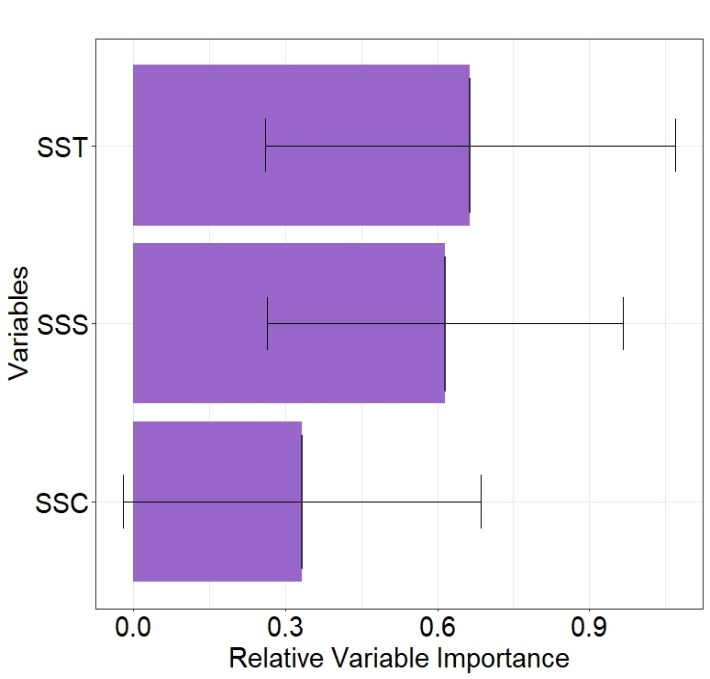 SST
SSS
SSC
Variables
0.0 0.3 0.6 0.9
Relative Variable Importance